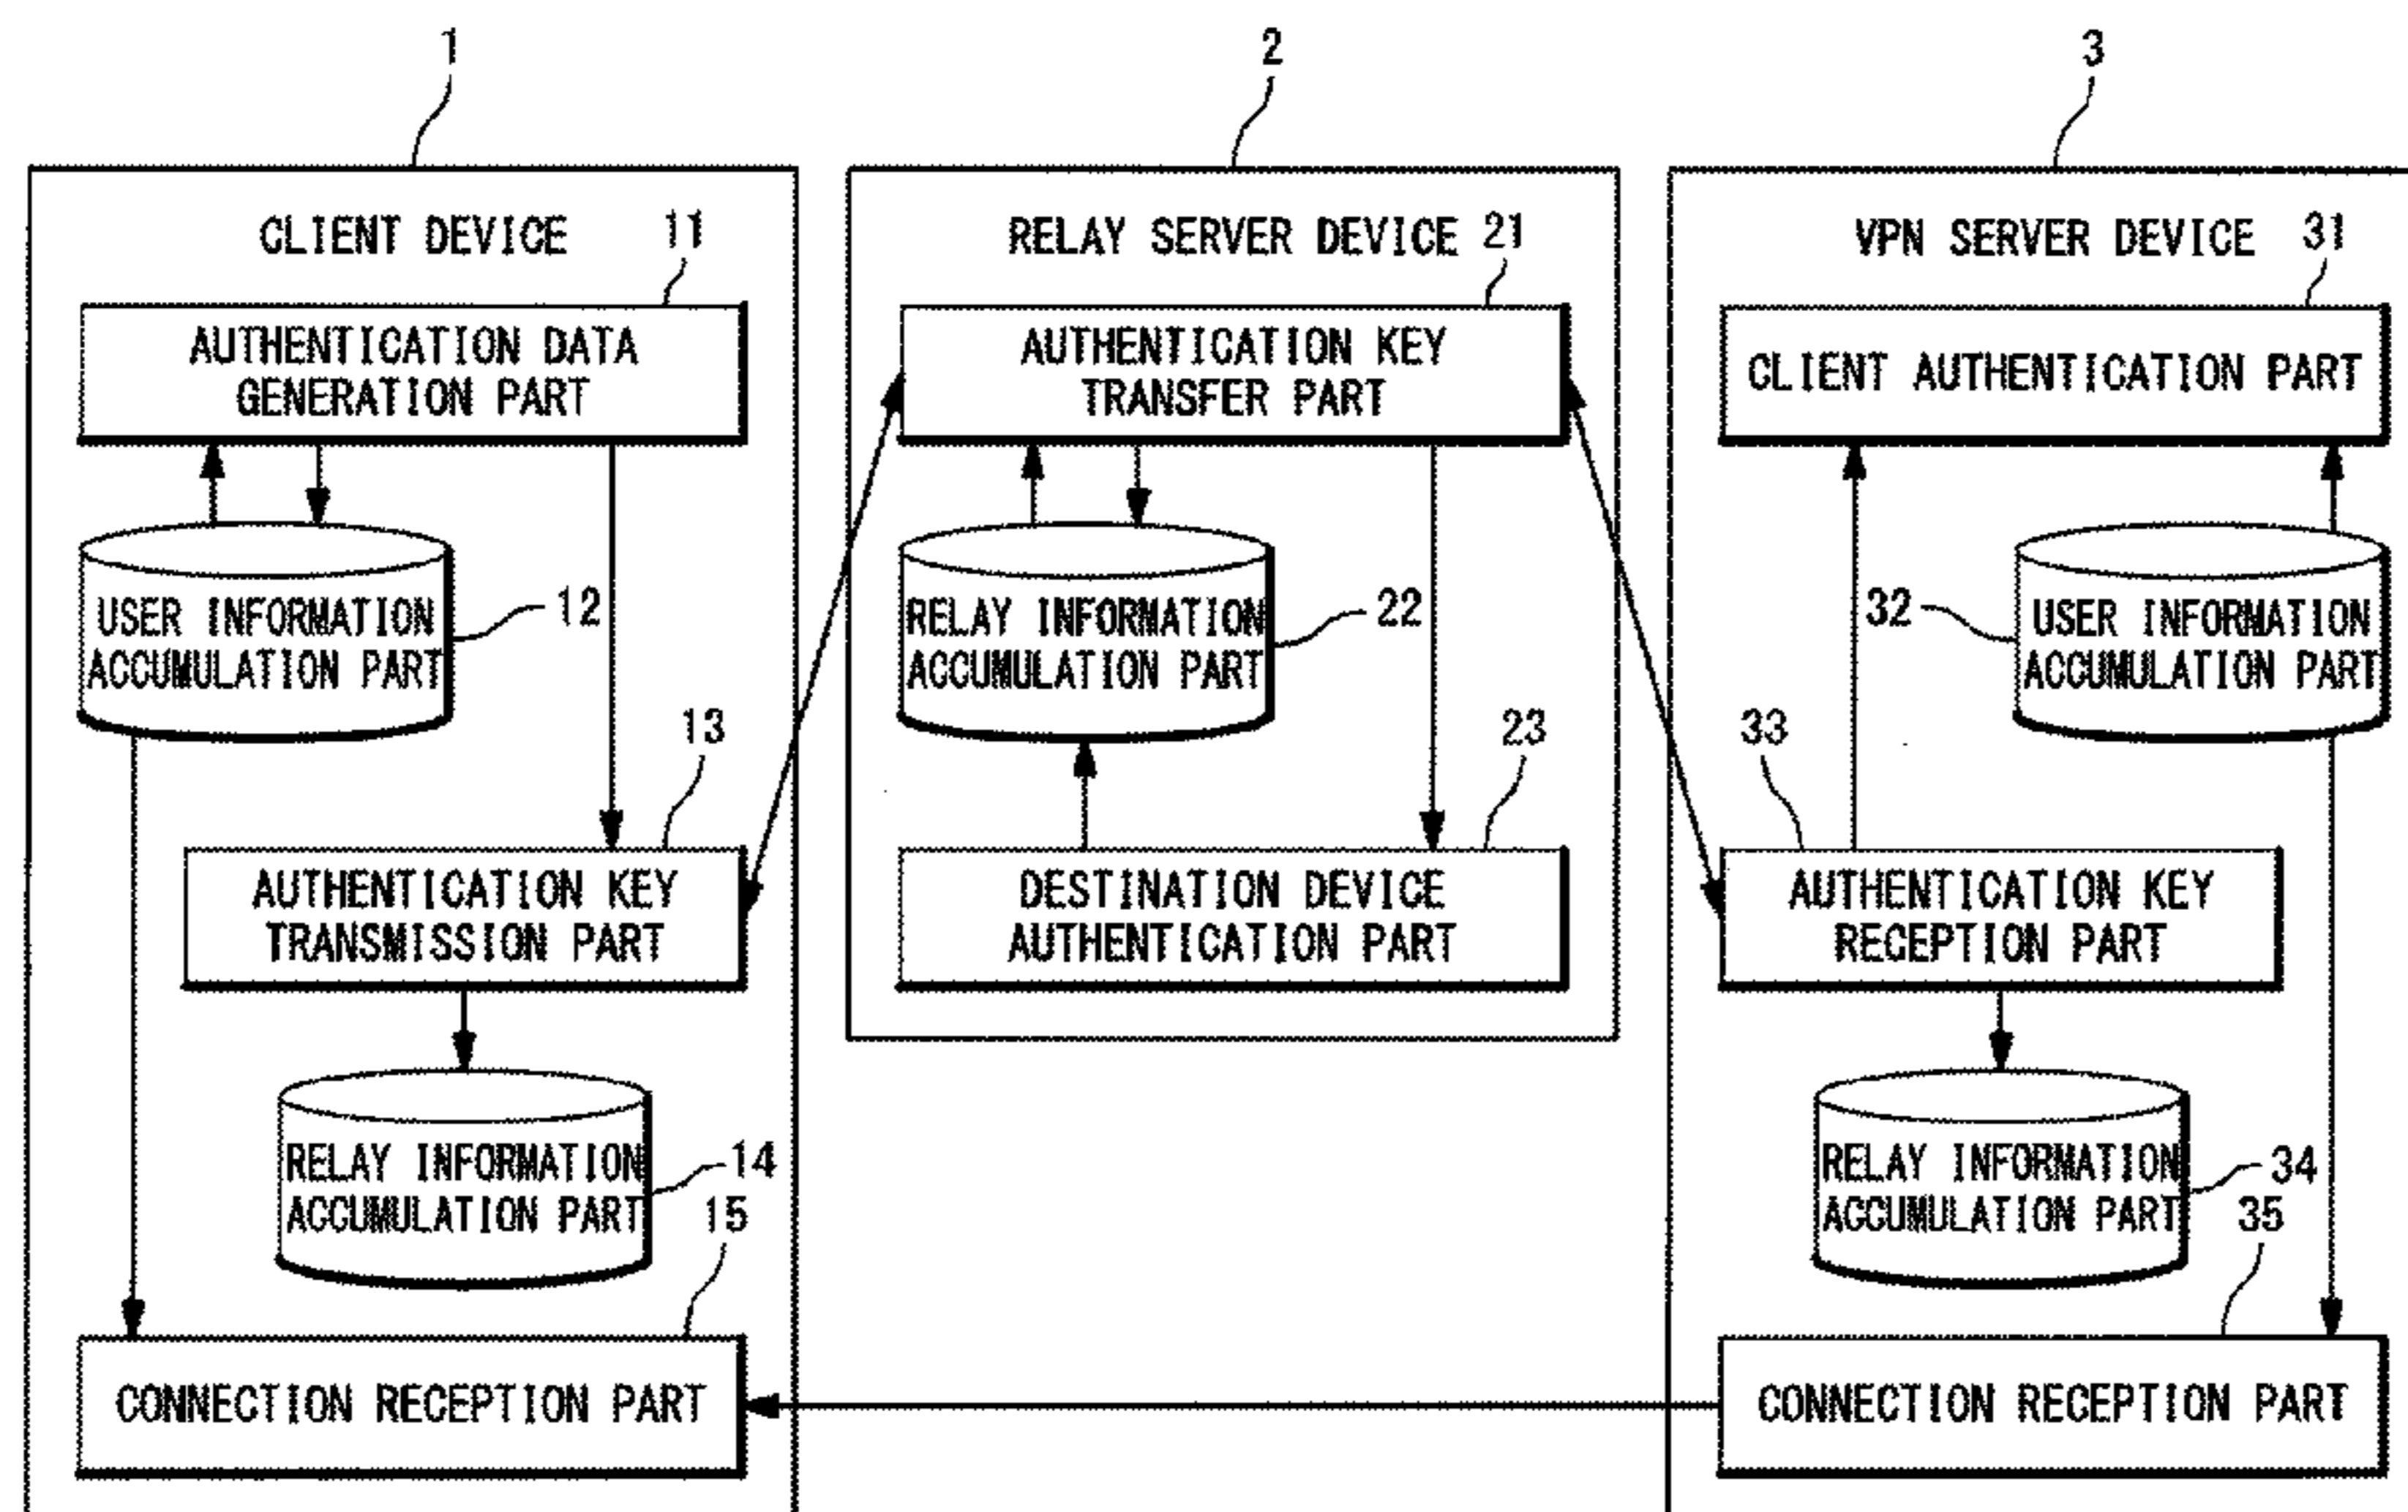 1
2
3
CLIENT DEVICE
11
AUTHENTICATION DATA
GENERATION PART
USER INFORMATION
ACCUMULATION PART
12
13
AUTHENTICATION KEY
TRANSMISSION PART
RELAY INFORMATION
ACCUMULATION PART
14
15
CONNECTION RECEPTION PART
RELAY SERVER DEVICE
21
AUTHENTICATION KEY
TRANSFER PART
RELAY INFORMATION
ACCUMULATION PART
22
23
DESTINATION DEVICE
AUTHENTICATION PART
VPN SERVER DEVICE
31
CLIENT AUTHENTICATION PART
32
USER INFORMATION
ACCUMULATION PART
33
AUTHENTICATION KEY
RECEPTION PART
RELAY INFORMATION
ACCUMULATION PART
34
35
CONNECTION RECEPTION PART